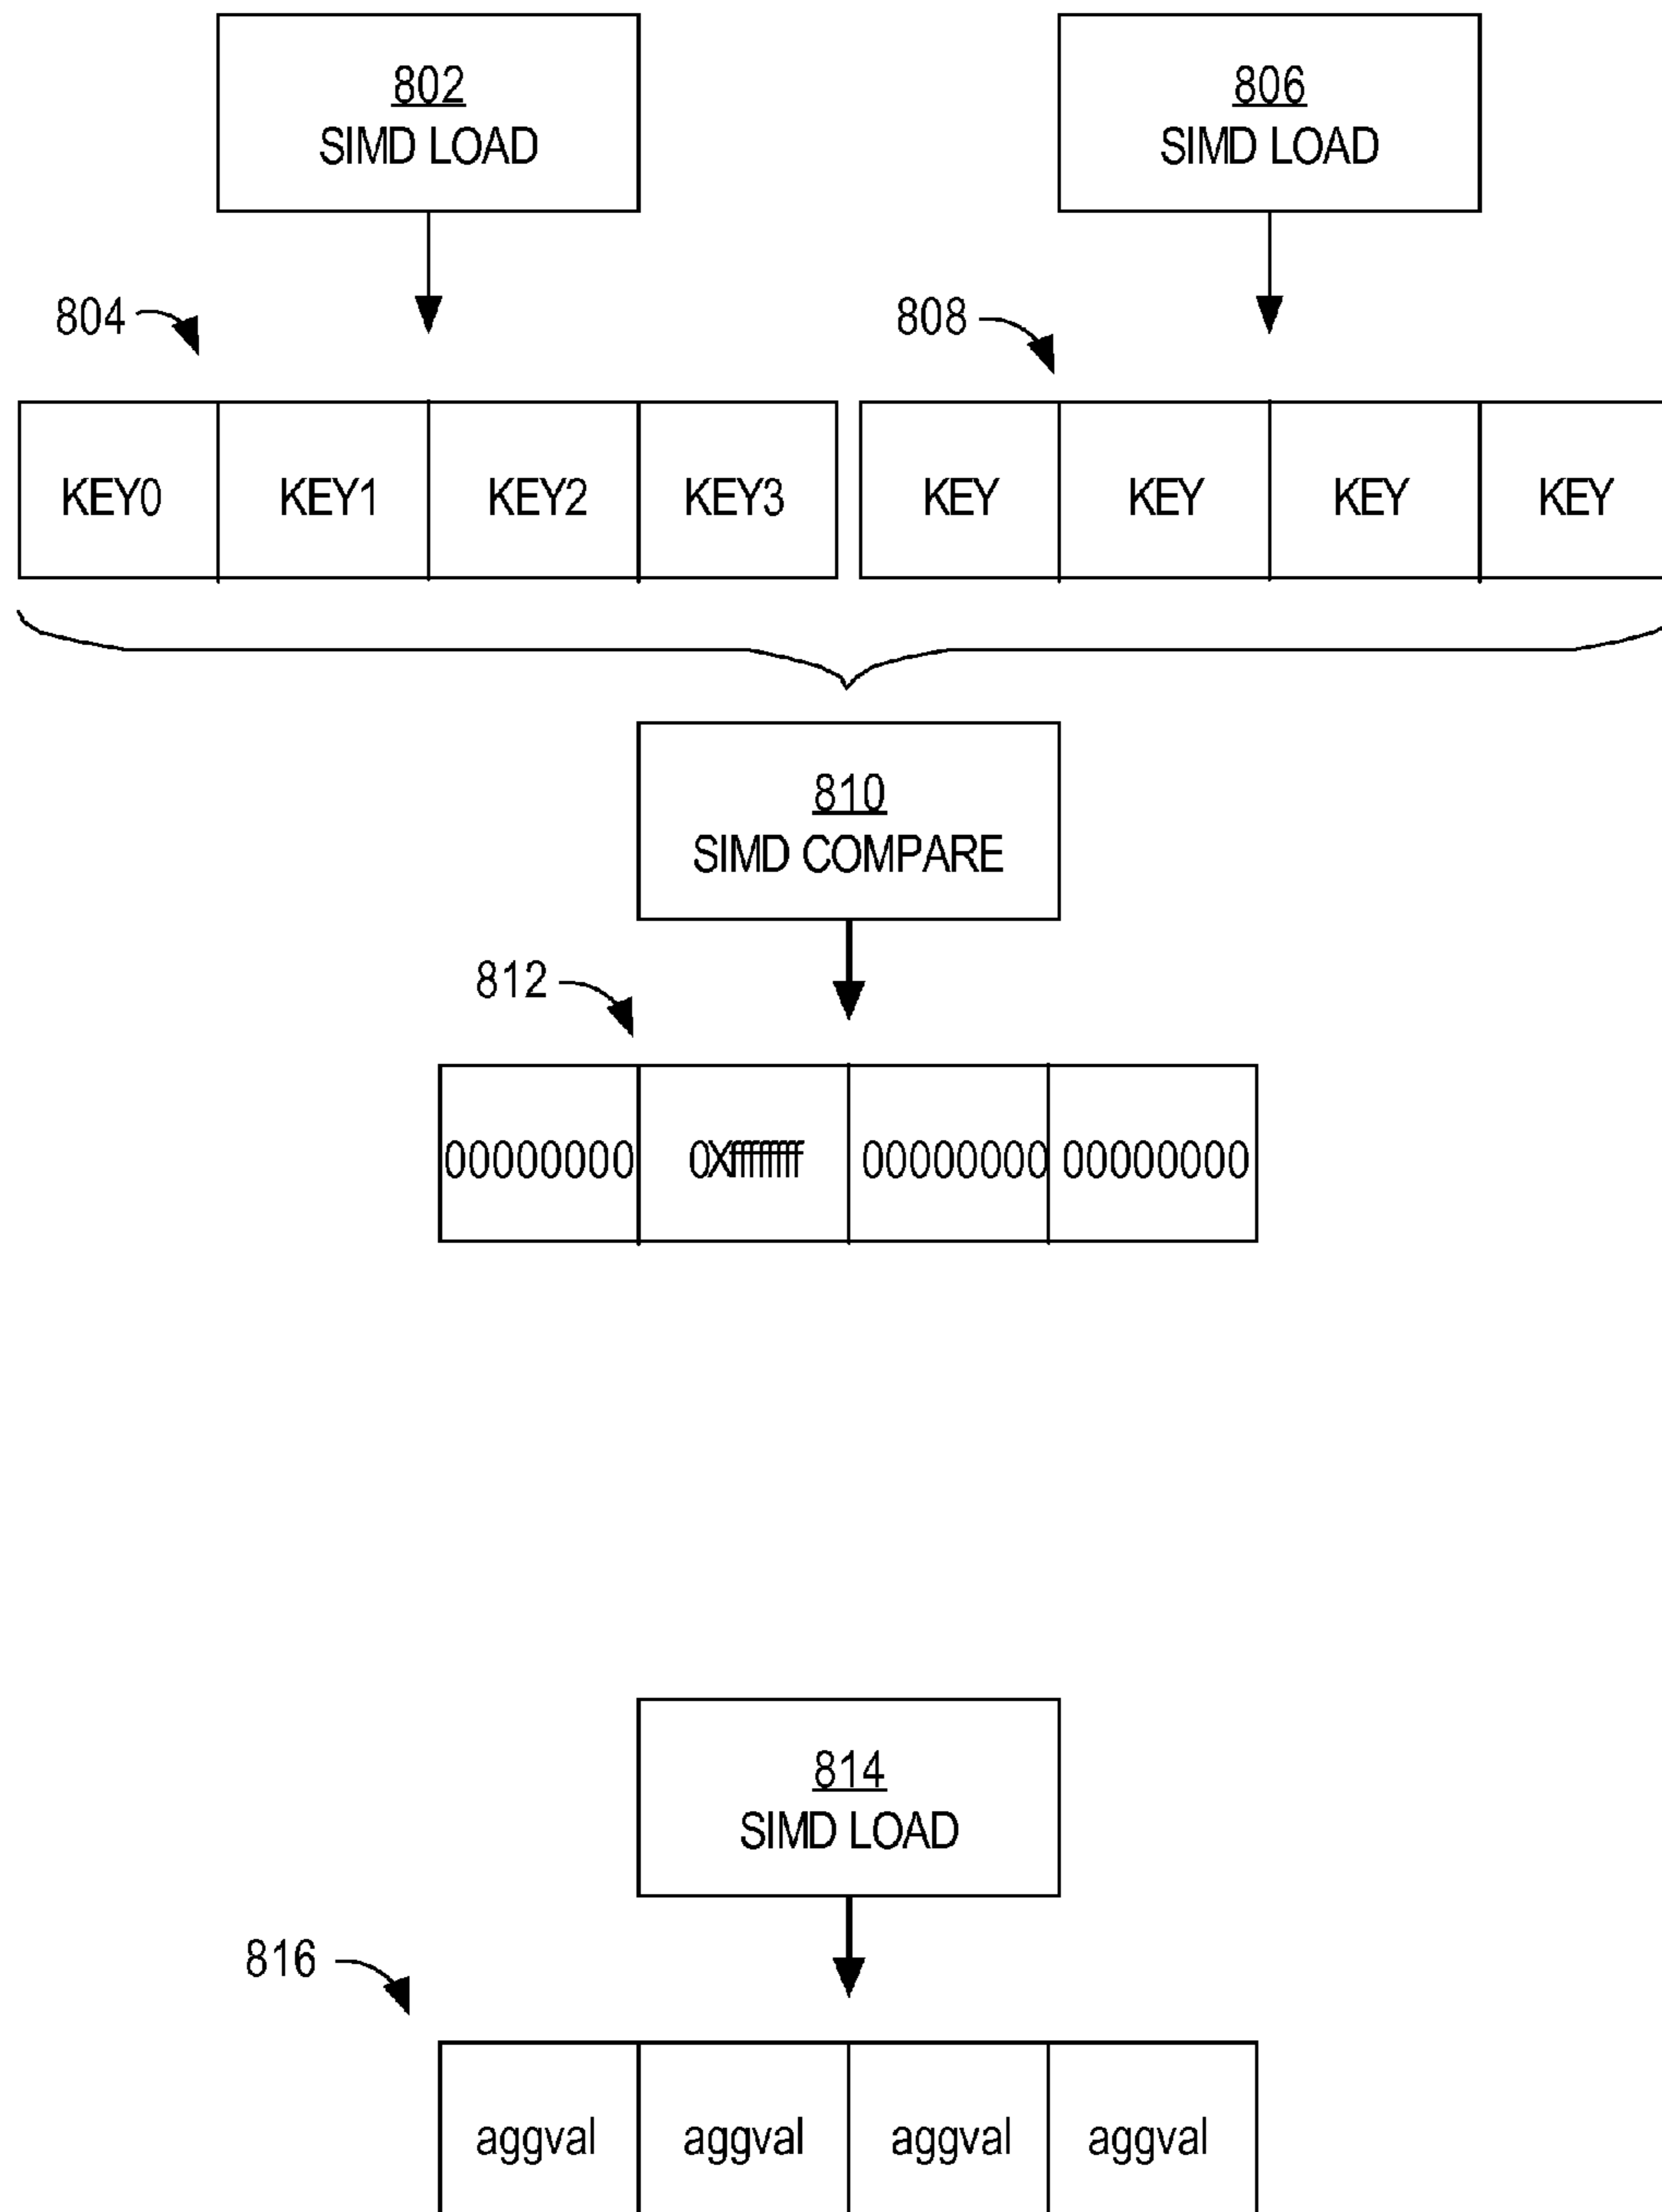 802
SIMD LOAD
806
SIMD LOAD
804
808
KEY0 KEY1 KEY2 KEY3 KEY KEY KEY KEY
810
SIMD COMPARE
812
00000000 0Xffffffff 00000000 00000000
814
SIMD LOAD
816
aggval aggval aggval aggval